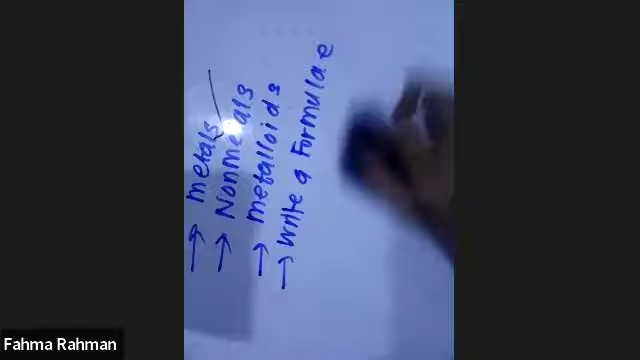 → metals
→ Nonmetals
→ metalloids
→ write a Formulae
Fahma Rahman